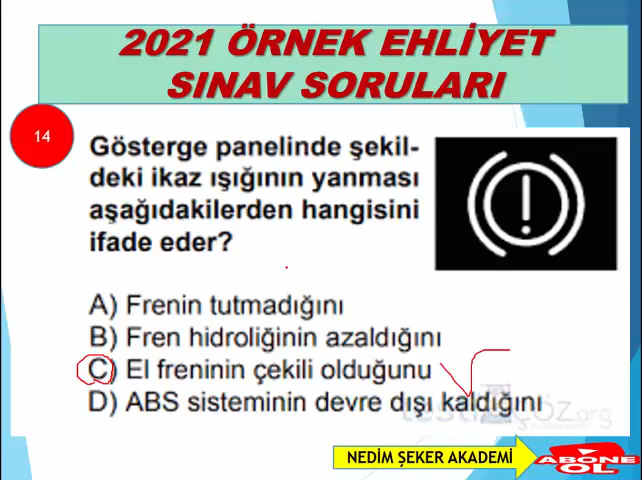 2021 ÖRNEK EHLİYET
SINAV SORULARI
14
Gösterge panelinde şekil-
deki ikaz ışığının yanması
aşağıdakilerden hangisini
ifade eder?
A) Frenin tutmadığını
B) Fren hidroliğinin azaldığını
C) El freninin çekili olduğunu
D) ABS sisteminin devre dışı kaldığını
NEDİM ŞEKER AKADEMİ
ABONE
OL